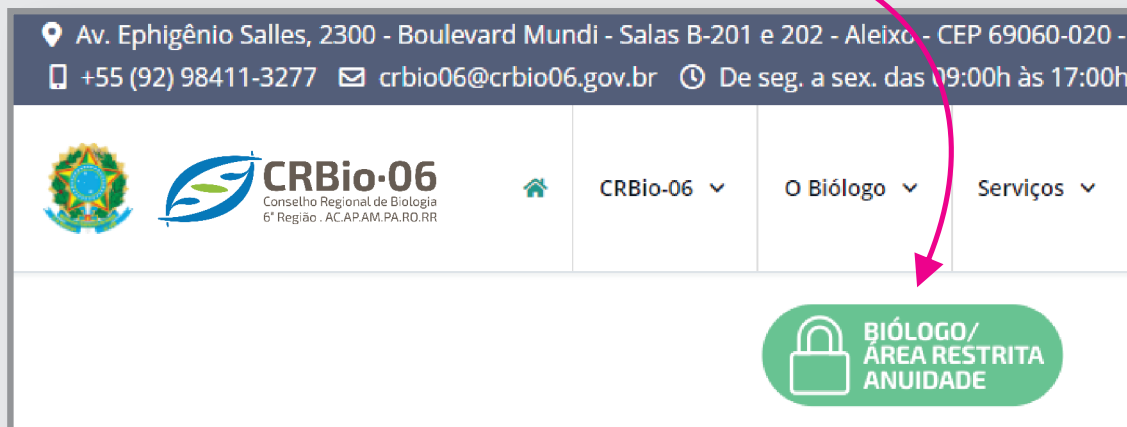 Av. Ephigênio Salles, 2300 - Boulevard Mundi - Salas B-201 e 202 - Aleixo - CEP 69060-020 -
+55 (92) 98411-3277 crbio06@crbio06.gov.br De seg. a sex. das 09:00h às 17:00h
CRBio·06
Conselho Regional de Biologia
6ª Região . AC.AP.AM.PA.RO.RR
CRBio-06 O Biólogo Serviços
BIÓLOGO/
ÁREA RESTRITA
ANUIDADE